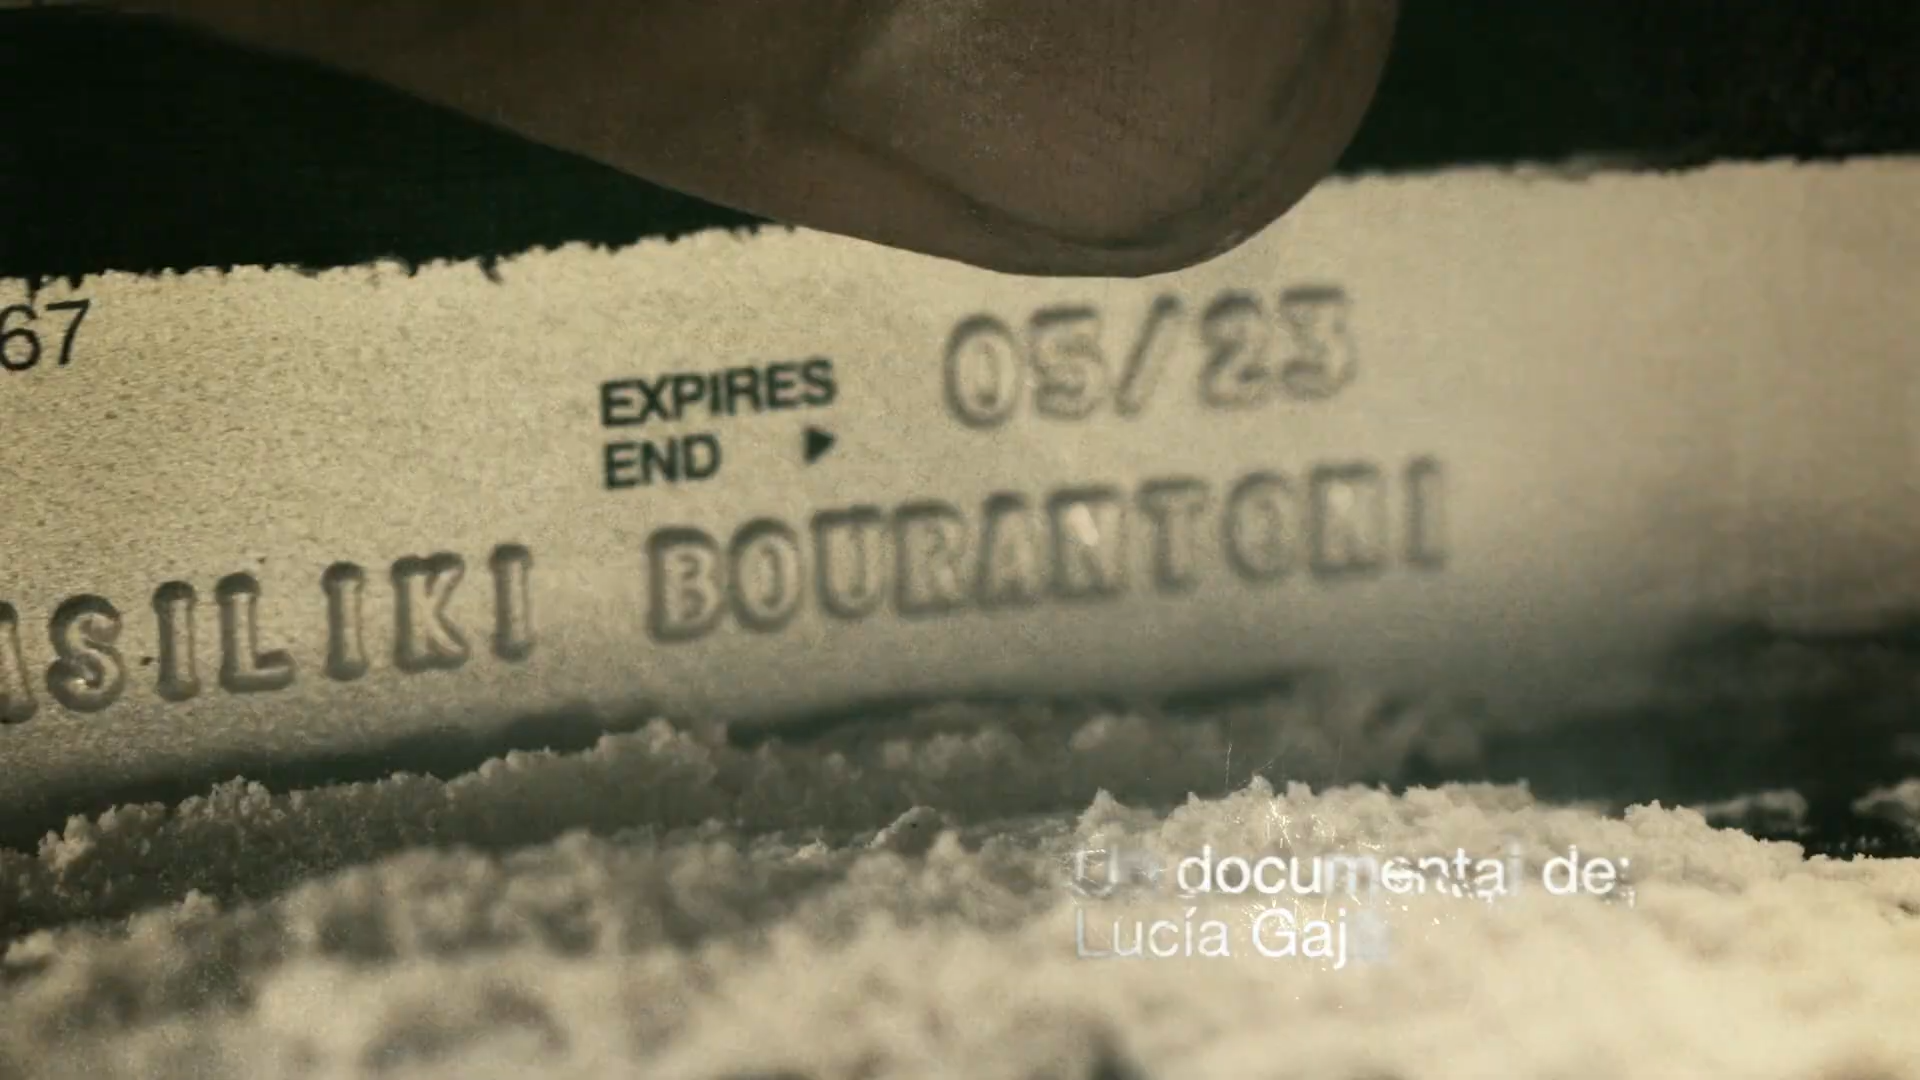 67
EXPIRES 05/23
END ▶
ASILIKI BOURANTONI
documental de:
Lucía Gaj